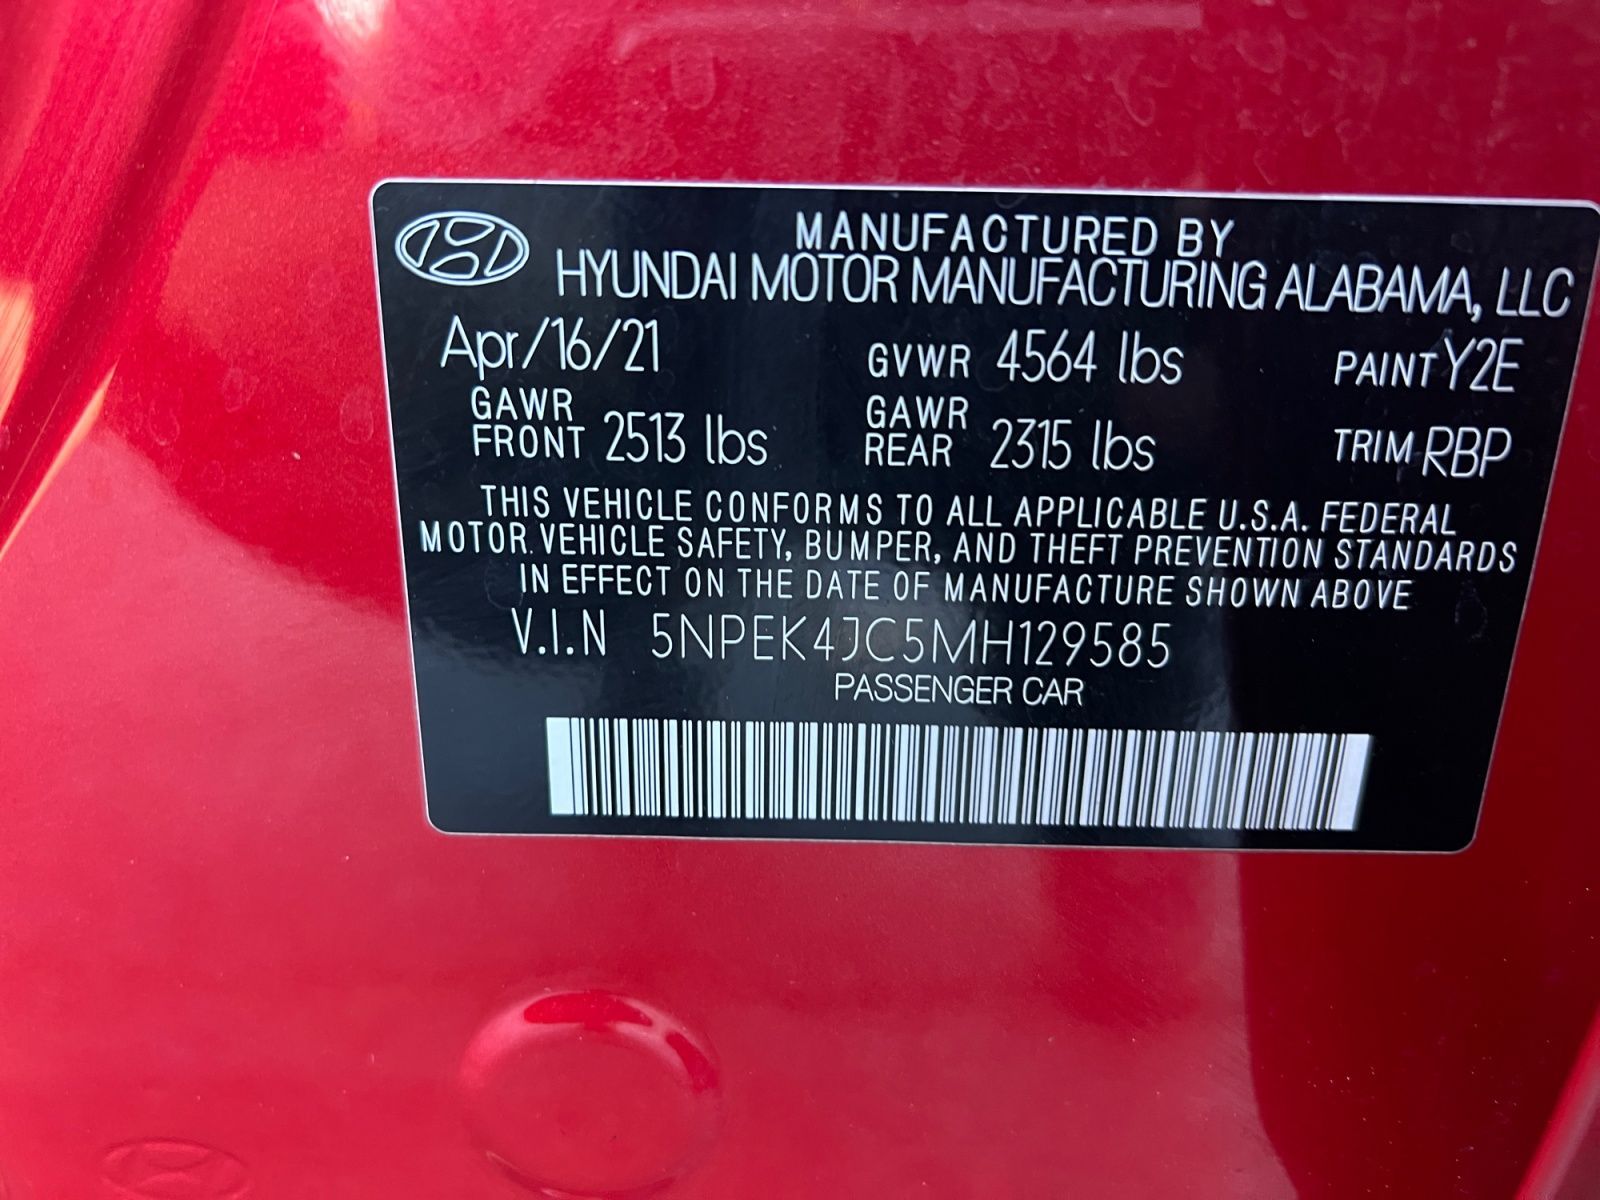 MANUFACTURED BY
HYUNDAI MOTOR MANUFACTURING ALABAMA, LLC
Apr/16/21 GVWR 4564 lbs PAINT Y2E
GAWR FRONT 2513 lbs GAWR REAR 2315 lbs TRIM RBP
THIS VEHICLE CONFORMS TO ALL APPLICABLE U.S.A. FEDERAL
MOTOR VEHICLE SAFETY, BUMPER, AND THEFT PREVENTION STANDARDS
IN EFFECT ON THE DATE OF MANUFACTURE SHOWN ABOVE
V.I.N 5NPEK4JC5MH129585
PASSENGER CAR